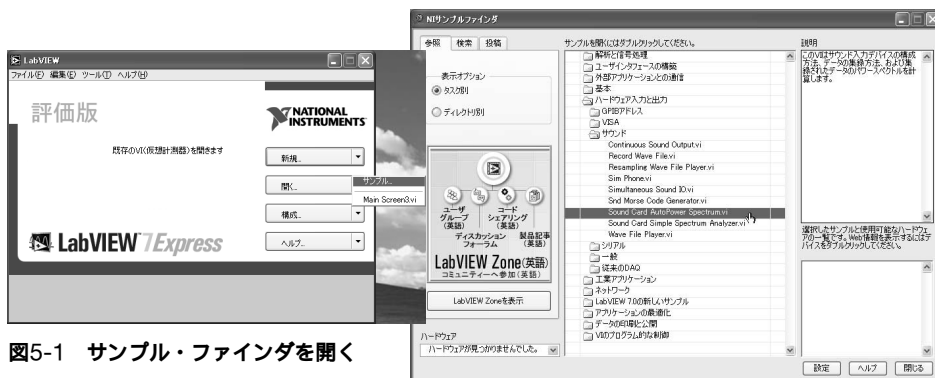 LabVIEW
ファイル(F) 編集(E) ツール(T) ヘルプ(H)
評価版
NATIONAL
INSTRUMENTS
既存のVI(仮想計測器)を開きます
新規...
開く...
サンプル...
Main Screen3.vi
構成...
ヘルプ...
LabVIEW 7 Express
図5-1 サンプル・ファインダを開く
NIサンプルファインダ
参照 検索 投稿
表示オプション
タスク別
ディレクトリ別
ユーザグループ(英語)
コードシェアリング(英語)
ディスカッションフォーラム
製品記事(英語)
LabVIEW Zone(英語)
コミュニティーへ参加(英語)
LabVIEW Zoneを表示
ハードウェア
ハードウェアが見つかりませんでした。
サンプルを開くにはダブルクリックしてください。
解析と信号処理
ユーザインタフェースの構築
外部アプリケーションとの通信
基本
ハードウェア入力と出力
GPIBアドレス
VISA
サウンド
Continuous Sound Output.vi
Record Wave File.vi
Resampling Wave File Player.vi
Sim Phone.vi
Simultaneous Sound IO.vi
Snd Morse Code Generator.vi
Sound Card AutoPower Spectrum.vi
Sound Card Simple Spectrum Analyzer.vi
Wave File Player.vi
シリアル
一般
従来のDAQ
工業アプリケーション
ネットワーク
LabVIEW 7.0の新しいサンプル
アプリケーションの最適化
データの印刷と公開
VIのプログラム的な制御
説明
このVIはサウンド入力デバイスの構成
方法、データの集録方法、および集
録されたデータのパワースペクトルを計
算します。
選択したサンプルと使用可能なハードウェ
アの一覧です。Web情報を表示するにはデ
バイスをダブルクリックしてください。
設定 ヘルプ 閉じる